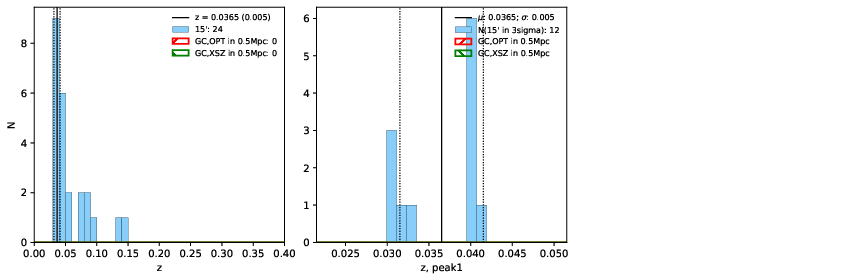 z = 0.0365 (0.005)
15': 24
GC,OPT in 0.5Mpc: 0
GC,XSZ in 0.5Mpc: 0
N
8
6
4
2
0
0.00 0.05 0.10 0.15 0.20 0.25 0.30 0.35 0.40
z
μ: 0.0365; σ: 0.005
N(15' in 3sigma): 12
GC,OPT in 0.5Mpc
GC,XSZ in 0.5Mpc
6
5
4
3
2
1
0
0.025 0.030 0.035 0.040 0.045 0.050
z, peak1